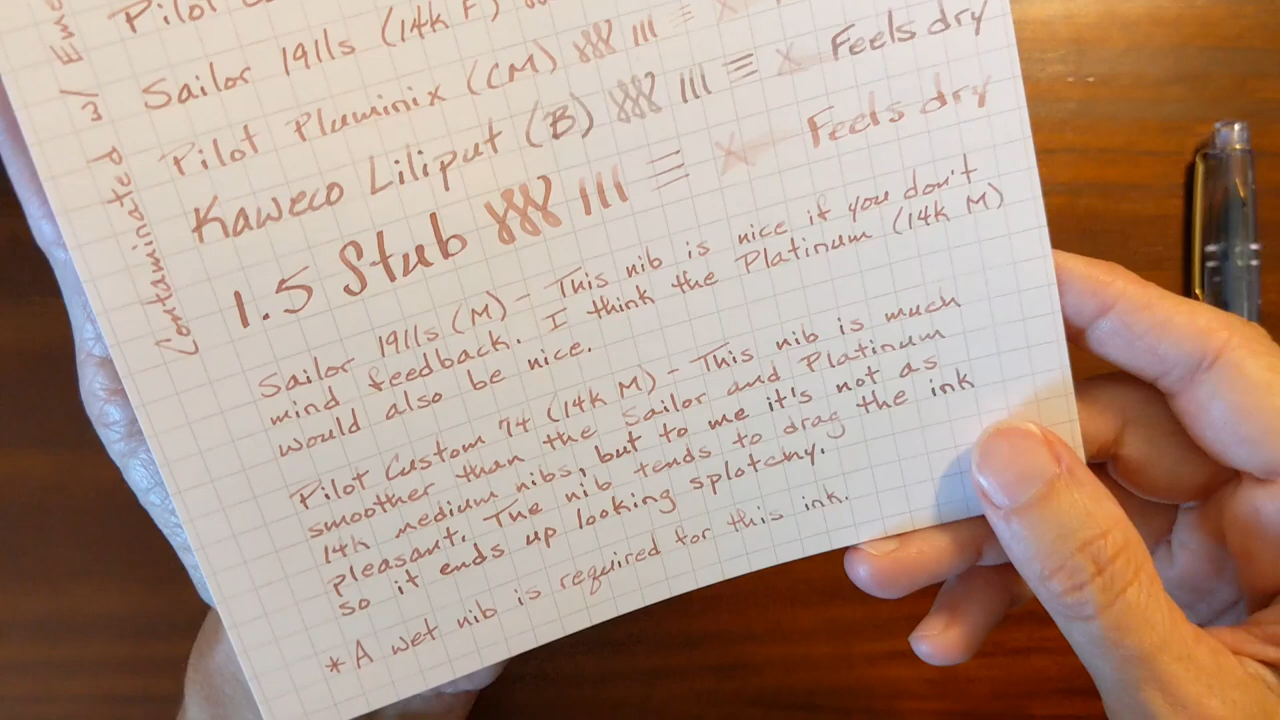 Contaminated w/
Pilot
Sailor 1911s (14k F)
Pilot Pluminix (CM)
Kaweco Liliput (B) X Feels dry
1.5 Stub X Feels dry
Sailor 1911s (M) - This nib is nice if you don't
mind feedback. I think the Platinum (14k M)
would also be nice.
Pilot Custom 74 (14k M) - This nib is much
smoother than the Sailor and Platinum
14k medium nibs, but to me it's not as
pleasant. The nib tends to drag the ink
so it ends up looking splotchy.
*A wet nib is required for this ink.